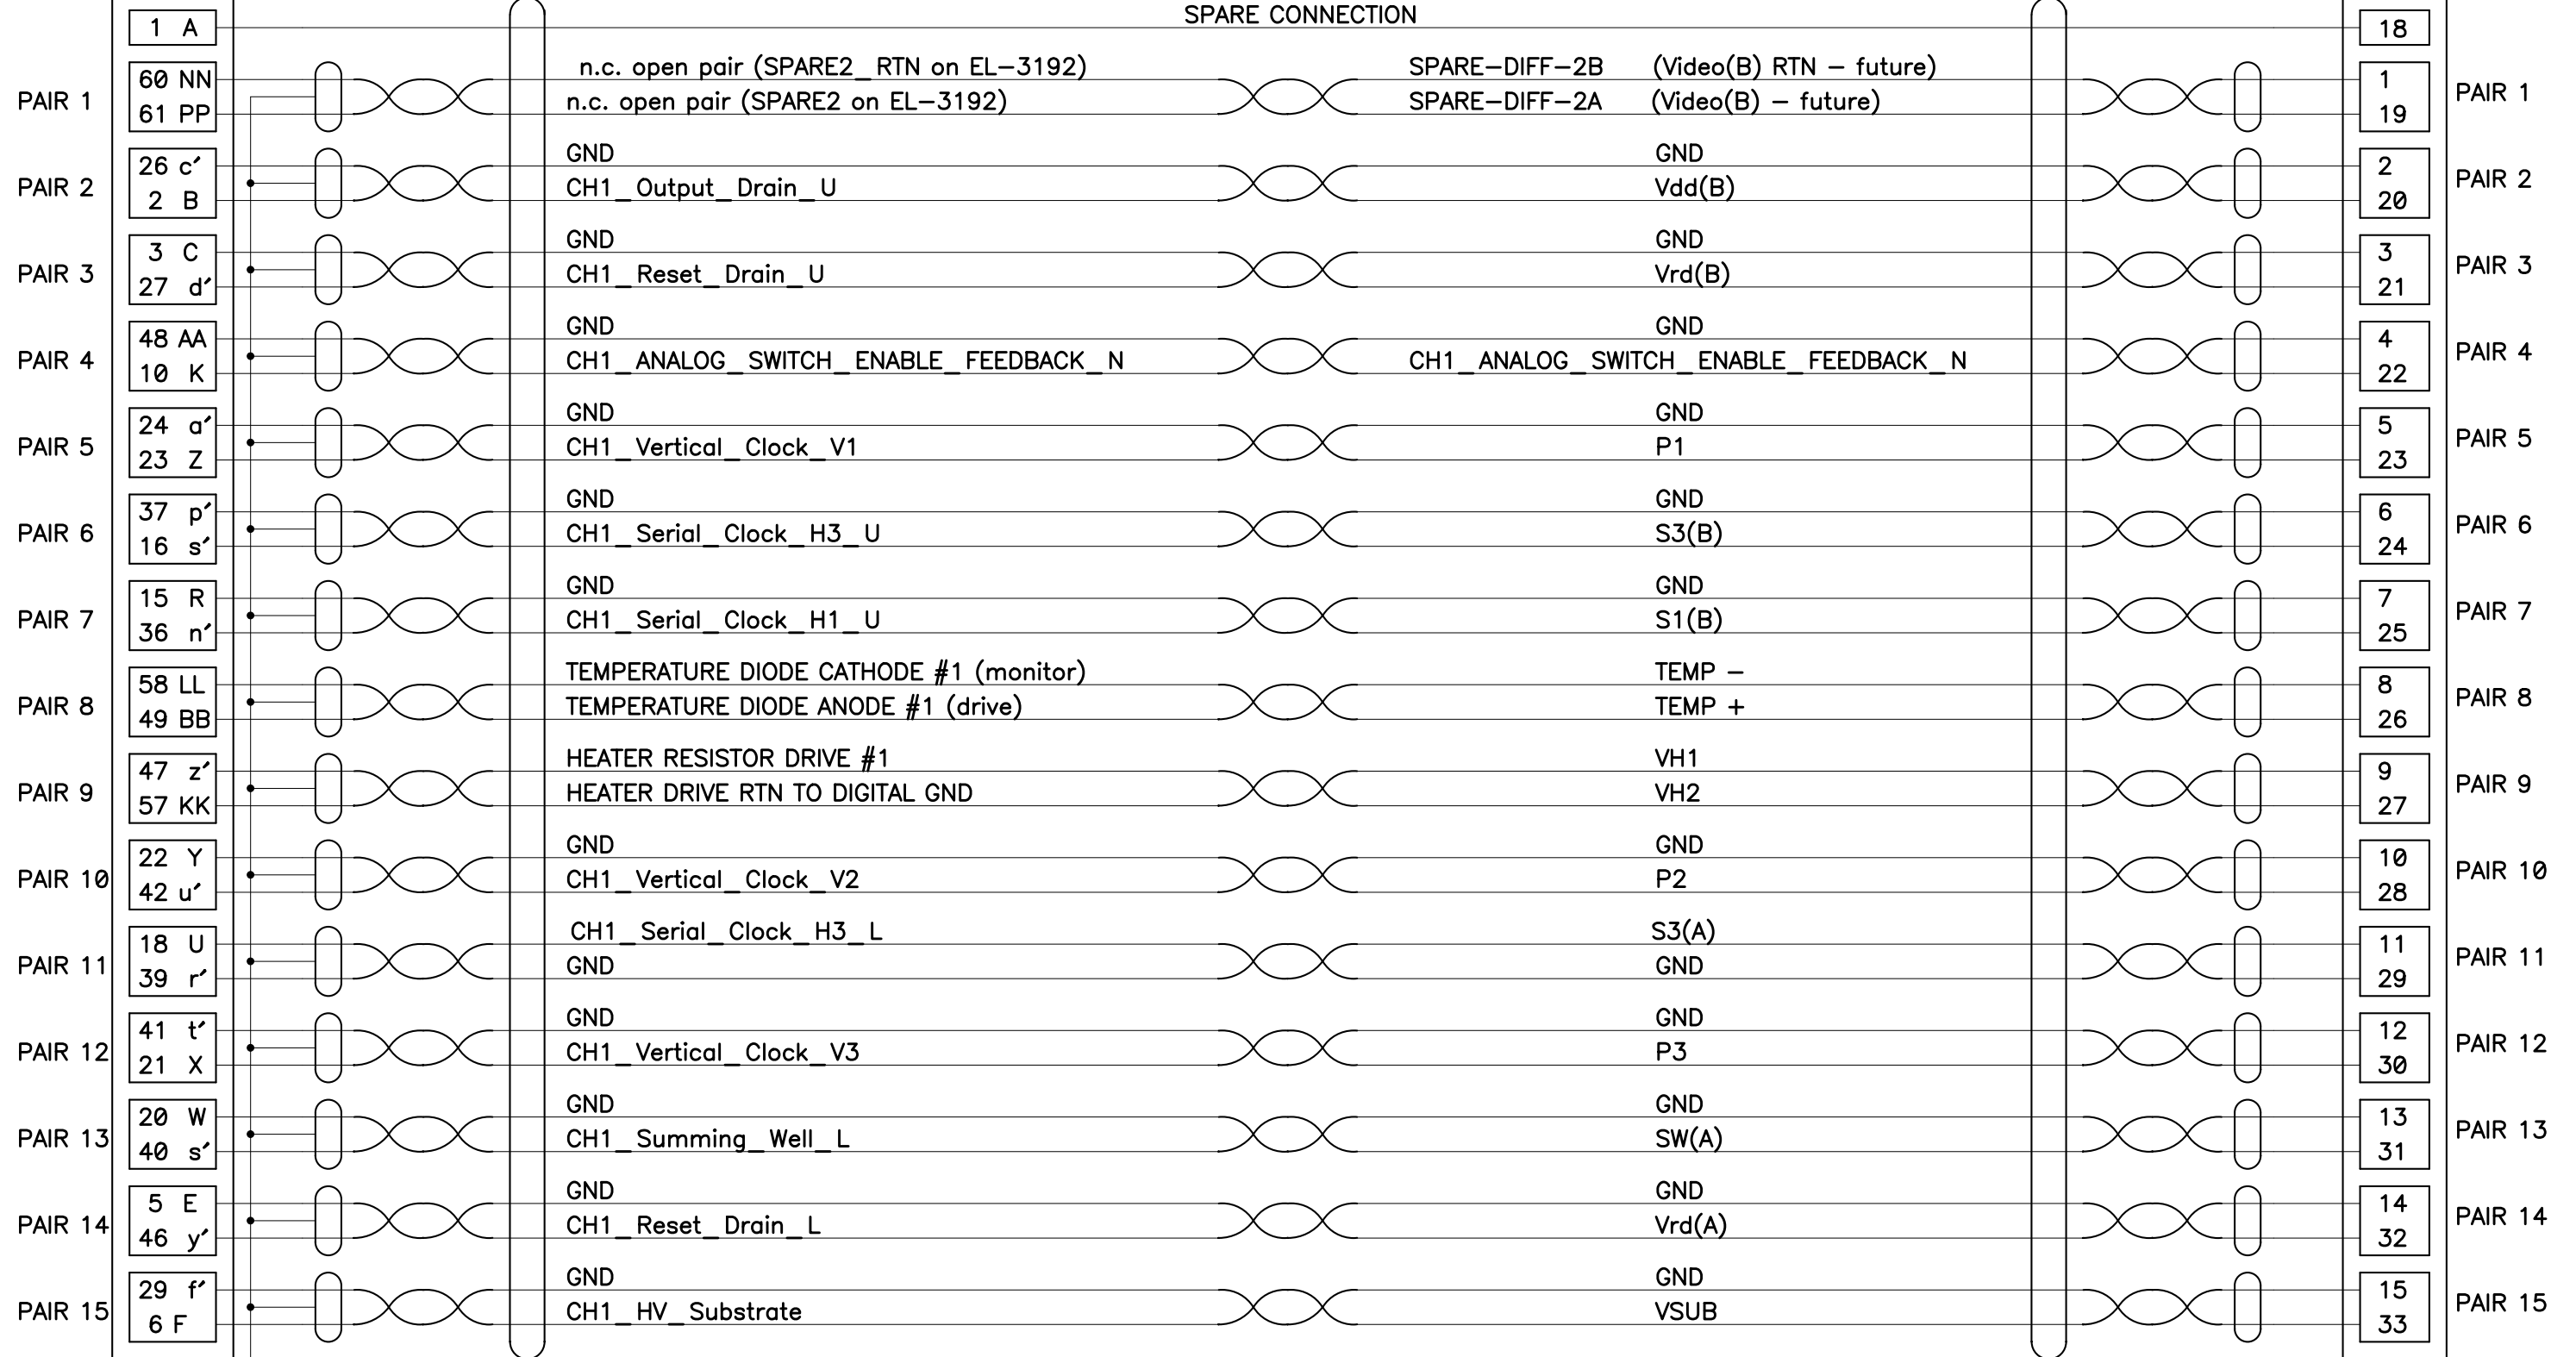 SPARE CONNECTION
1 A 18
60 NN n.c. open pair (SPARE2_RTN on EL-3192) SPARE-DIFF-2B (Video(B) RTN - future) 1
PAIR 1 PAIR 1
61 PP n.c. open pair (SPARE2 on EL-3192) SPARE-DIFF-2A (Video(B) - future) 19
26 c' GND GND 2
PAIR 2 PAIR 2
2 B CH1_Output_Drain_U Vdd(B) 20
3 C GND GND 3
PAIR 3 PAIR 3
27 d' CH1_Reset_Drain_U Vrd(B) 21
48 AA GND GND 4
PAIR 4 PAIR 4
10 K CH1_ANALOG_SWITCH_ENABLE_FEEDBACK_N CH1_ANALOG_SWITCH_ENABLE_FEEDBACK_N 22
24 a' GND GND 5
PAIR 5 PAIR 5
23 Z CH1_Vertical_Clock_V1 P1 23
37 p' GND GND 6
PAIR 6 PAIR 6
16 s' CH1_Serial_Clock_H3_U S3(B) 24
15 R GND GND 7
PAIR 7 PAIR 7
36 n' CH1_Serial_Clock_H1_U S1(B) 25
58 LL TEMPERATURE DIODE CATHODE #1 (monitor) TEMP - 8
PAIR 8 PAIR 8
49 BB TEMPERATURE DIODE ANODE #1 (drive) TEMP + 26
47 z' HEATER RESISTOR DRIVE #1 VH1 9
PAIR 9 PAIR 9
57 KK HEATER DRIVE RTN TO DIGITAL GND VH2 27
22 Y GND GND 10
PAIR 10 PAIR 10
42 u' CH1_Vertical_Clock_V2 P2 28
18 U CH1_Serial_Clock_H3_L S3(A) 11
PAIR 11 PAIR 11
39 r' GND GND 29
41 t' GND GND 12
PAIR 12 PAIR 12
21 X CH1_Vertical_Clock_V3 P3 30
20 W GND GND 13
PAIR 13 PAIR 13
40 s' CH1_Summing_Well_L SW(A) 31
5 E GND GND 14
PAIR 14 PAIR 14
46 y' CH1_Reset_Drain_L Vrd(A) 32
29 f' GND GND 15
PAIR 15 PAIR 15
6 F CH1_HV_Substrate VSUB 33